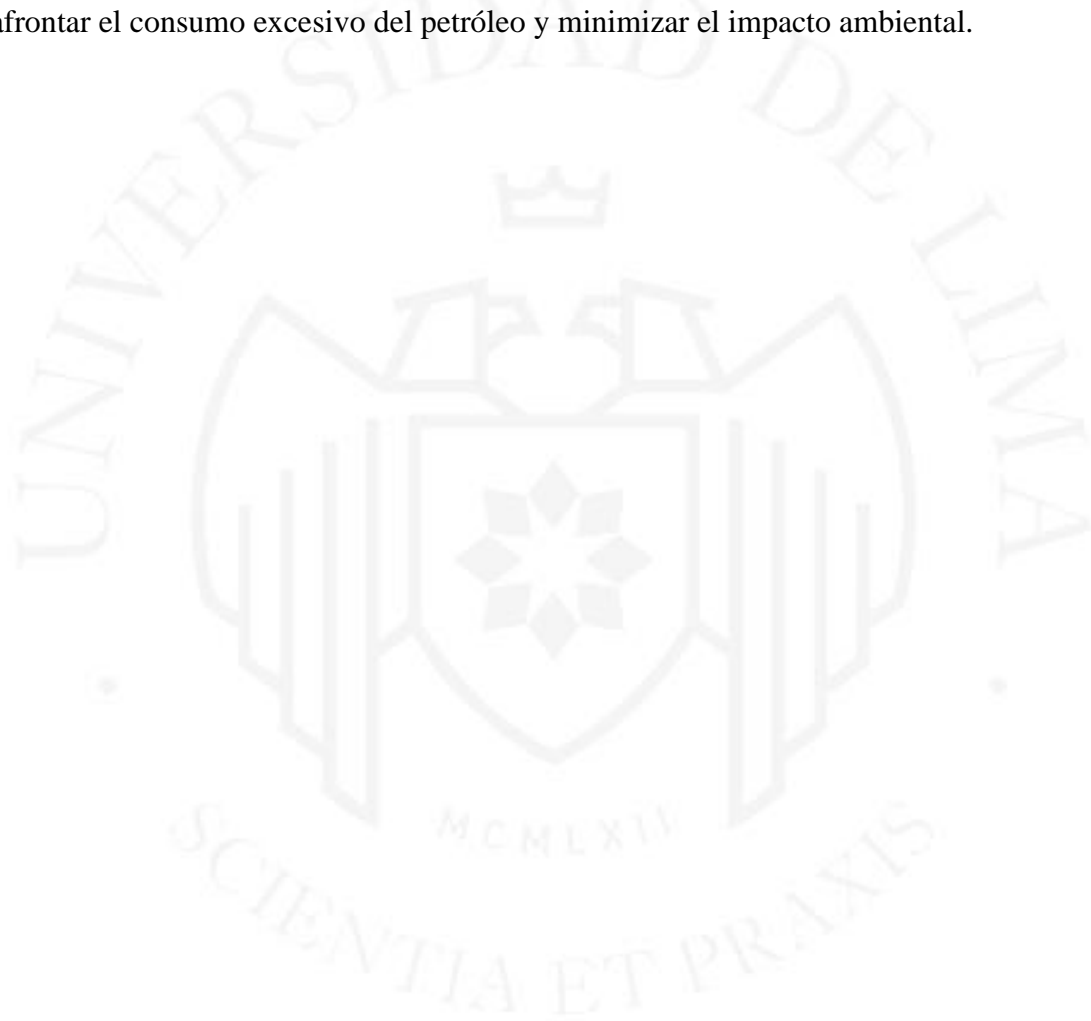 afrontar el consumo excesivo del petróleo y minimizar el impacto ambiental.
UNIVERSIDAD DE LIMA
MCMLXII
SCIENTIA ET PRAXIS